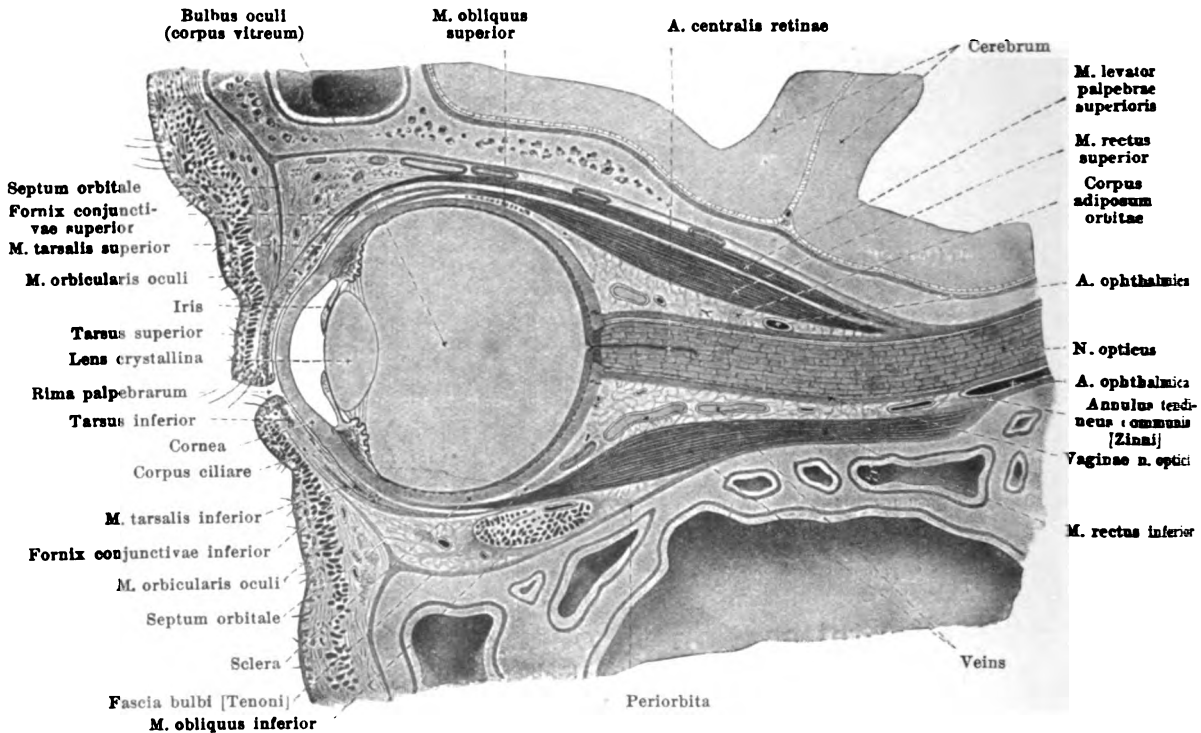 Bulbus oculi
(corpus vitreum)
M. obliquus
superior
A. centralis retinae
Cerebrum
M. levator
palpebrae
superioris
M. rectus
superior
Corpus
adiposum
orbitae
A. ophthalmica
N. opticus
A. ophthalmica
Annulus tendi-
neus communis
[Zinni]
Vaginae n. optici
M. rectus inferior
Veins
Periorbita
Septum orbitale
Fornix conjuncti-
vae superior
M. tarsalis superior
M. orbicularis oculi
Iris
Tarsus superior
Lens crystallina
Rima palpebrarum
Tarsus inferior
Cornea
Corpus ciliare
M. tarsalis inferior
Fornix conjunctivae inferior
M. orbicularis oculi
Septum orbitale
Sclera
Fascia bulbi [Tenoni]
M. obliquus inferior